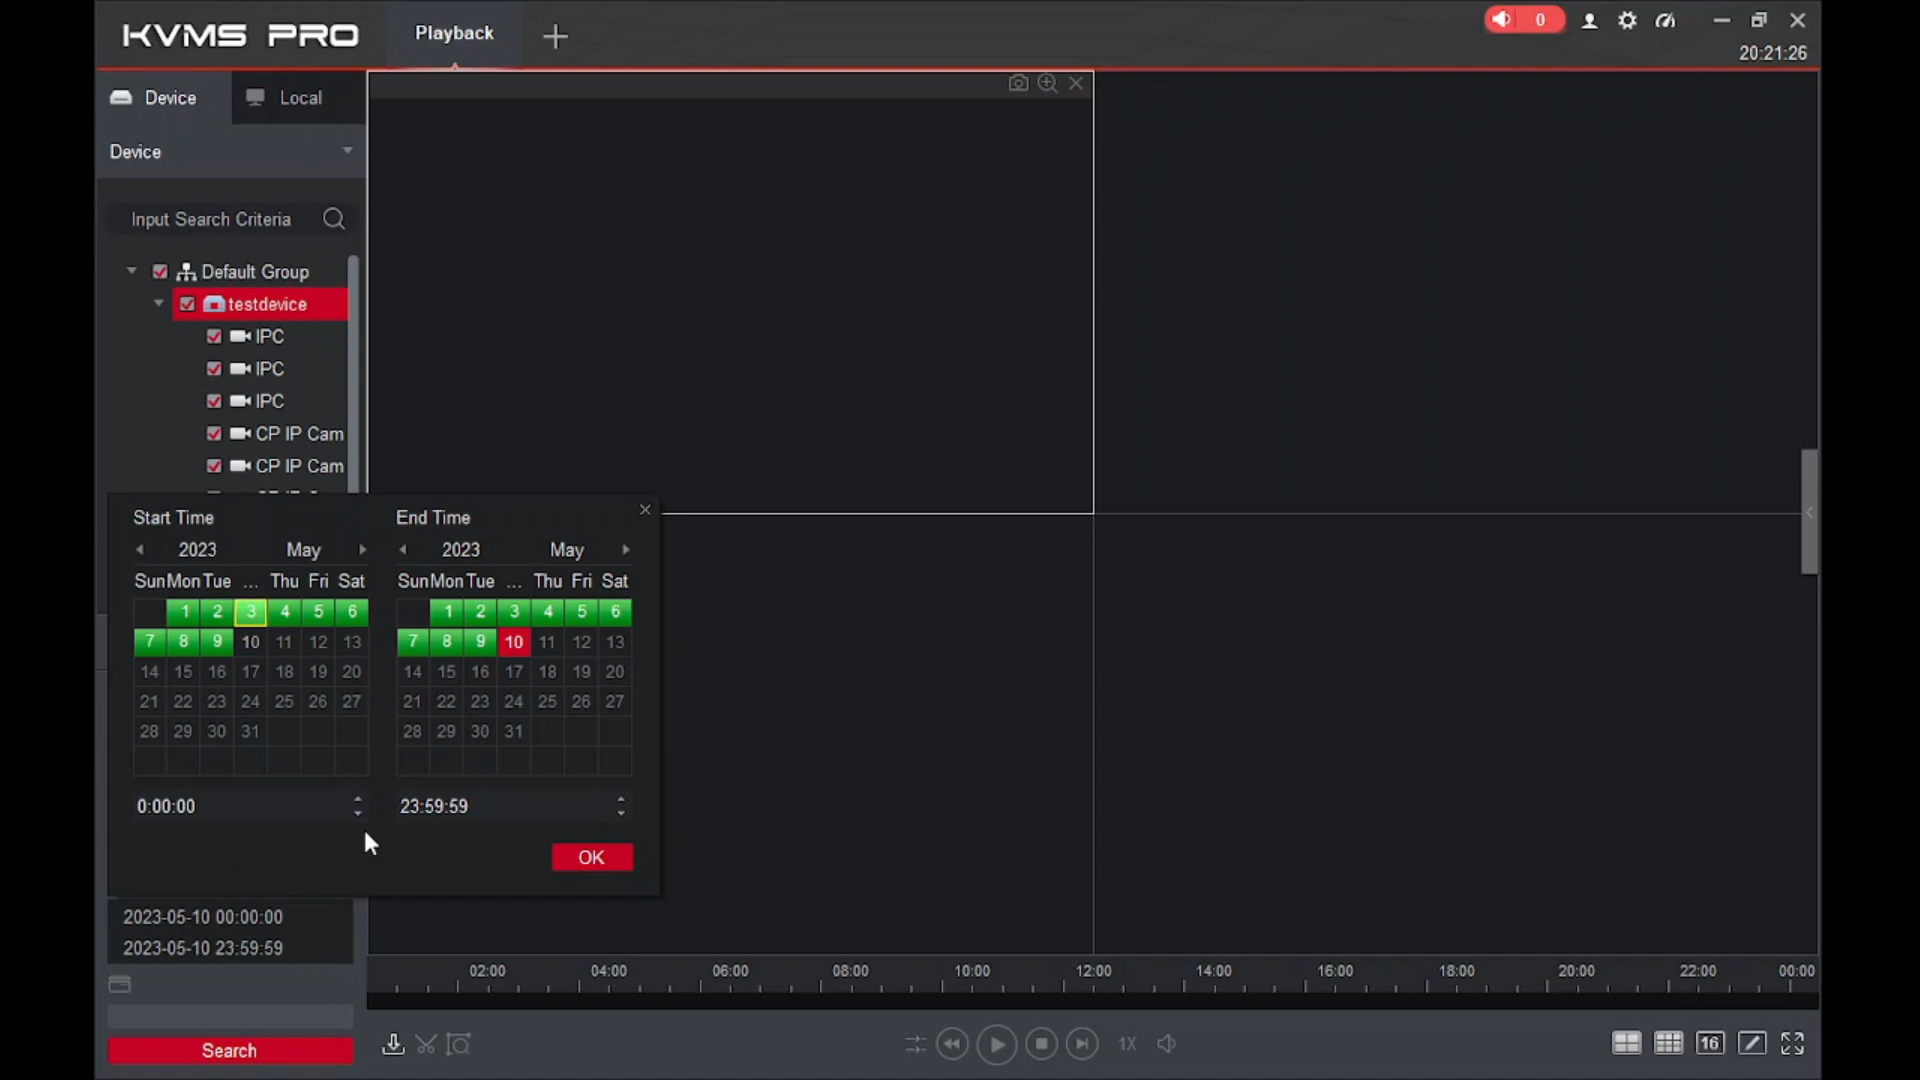 KVMS PRO
Playback
0
20:21:26
Device
Local
Device
Input Search Criteria
Default Group
testdevice
IPC
IPC
IPC
CP IP Cam
CP IP Cam
Start Time
2023 May
Sun Mon Tue ... Thu Fri Sat
1 2 3 4 5 6
7 8 9 10 11 12 13
14 15 16 17 18 19 20
21 22 23 24 25 26 27
28 29 30 31
0:00:00
End Time
2023 May
Sun Mon Tue ... Thu Fri Sat
1 2 3 4 5 6
7 8 9 10 11 12 13
14 15 16 17 18 19 20
21 22 23 24 25 26 27
28 29 30 31
23:59:59
OK
2023-05-10 00:00:00
2023-05-10 23:59:59
Search
02:00 04:00 06:00 08:00 10:00 12:00 14:00 16:00 18:00 20:00 22:00 00:00
1X
16